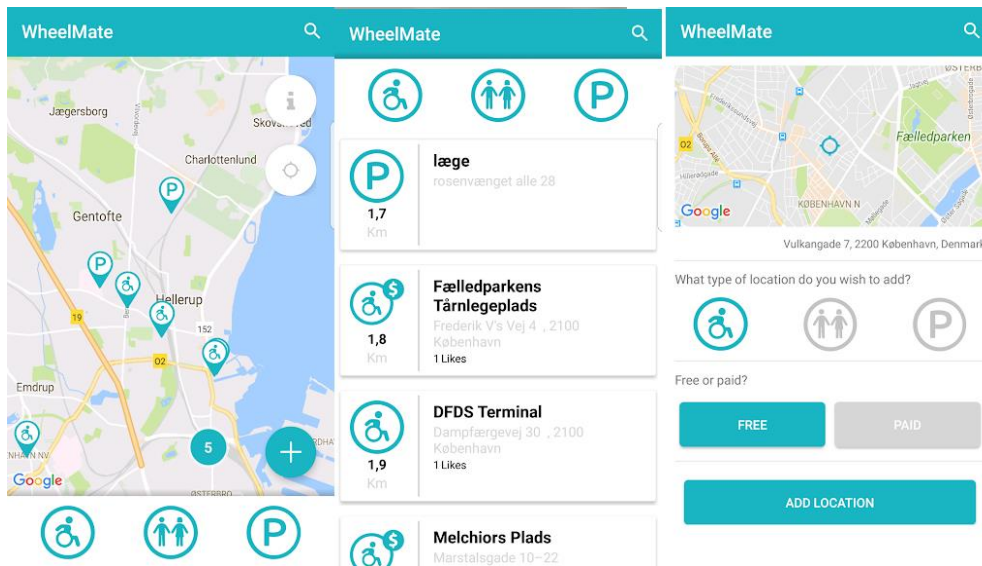 WheelMate
Jægersborg
Charlottenlund
P
Gentofte
P
Hellerup
19
152
02
Emdrup
5
Google
ØSTERBRO
P
WheelMate
P
P
læge
rosenvænget alle 28
1,7
Km
$
Fælledparkens
Tårnlegeplads
Frederik V's Vej 4 , 2100
København
1 Likes
1,8
Km
DFDS Terminal
Dampfærgevej 30 , 2100
København
1 Likes
1,9
Km
$
Melchiors Plads
Marstalsgade 10–22
WheelMate
02
Fælledparken
KØBENHAVN N
Google
Vulkangade 7, 2200 København, Denmark
What type of location do you wish to add?
P
Free or paid?
FREE
PAID
ADD LOCATION